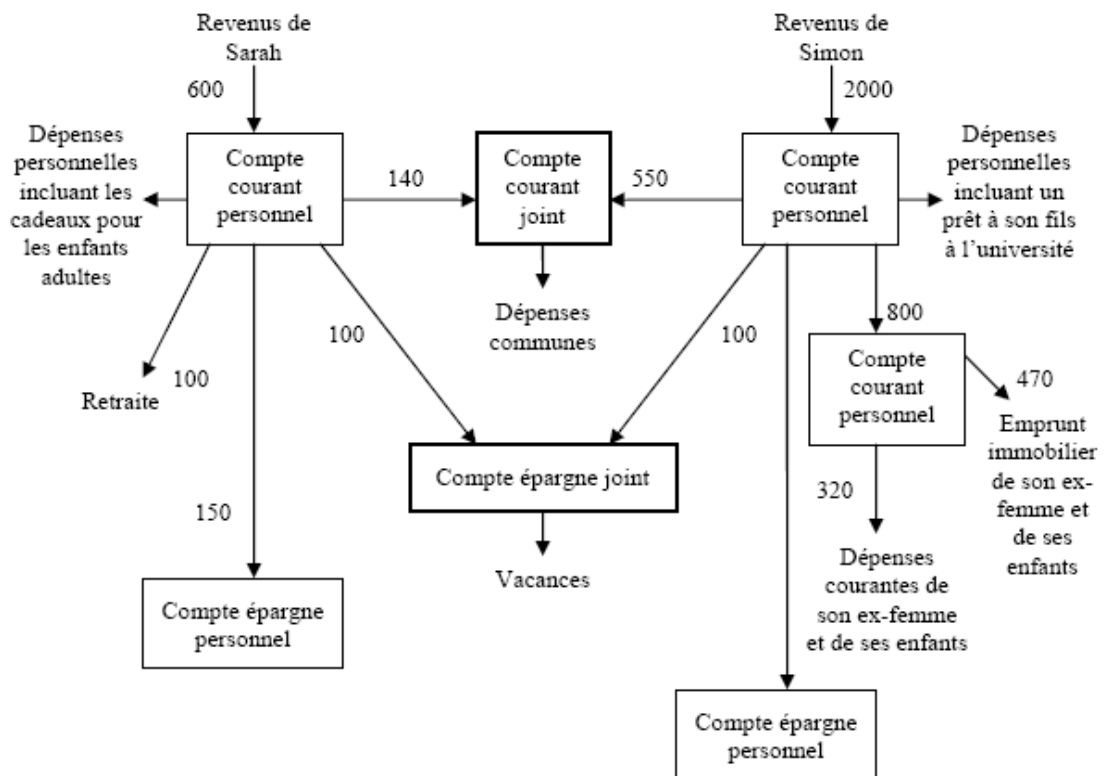 Revenus de
Sarah
600
Revenus de
Simon
2000
Dépenses
personnelles
incluant les
cadeaux pour
les enfants
adultes
Compte
courant
personnel
140
Compte
courant
joint
550
Compte
courant
personnel
Dépenses
personnelles
incluant un
prêt à son fils
à l'université
100
Retraite
100
Dépenses
communes
100
800
Compte
courant
personnel
470
Emprunt
immobilier
de son ex-
femme et
de ses
enfants
Compte épargne joint
150
320
Vacances
Dépenses
courantes de
son ex-femme
et de ses enfants
Compte épargne
personnel
Compte épargne
personnel